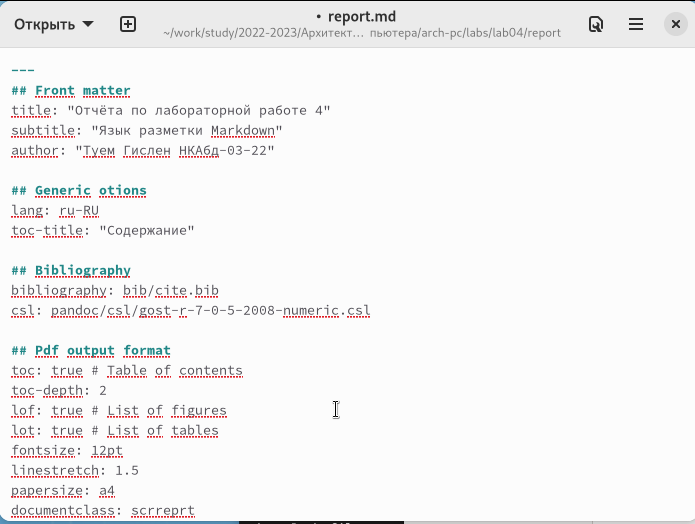 Открыть
• report.md
~/work/study/2022-2023/Архитект… пьютера/arch-pc/labs/lab04/report
---
## Front matter
title: "Отчёта по лабораторной работе 4"
subtitle: "Язык разметки Markdown"
author: "Туем Гислен НКАбд-03-22"
## Generic otions
lang: ru-RU
toc-title: "Содержание"
## Bibliography
bibliography: bib/cite.bib
csl: pandoc/csl/gost-r-7-0-5-2008-numeric.csl
## Pdf output format
toc: true # Table of contents
toc-depth: 2
lof: true # List of figures
lot: true # List of tables
fontsize: 12pt
linestretch: 1.5
papersize: a4
documentclass: scrreprt